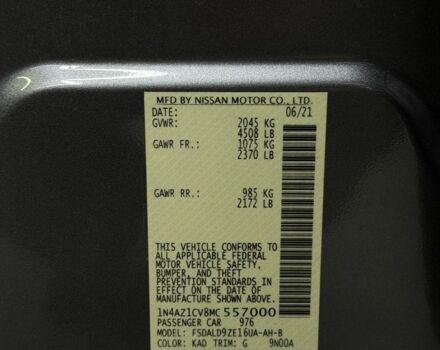 MFD BY NISSAN MOTOR CO., LTD.
DATE: 06/21
GVWR: 2045 KG
4508 LB
GAWR FR.: 1075 KG
2370 LB
GAWR RR.: 985 KG
2172 LB
THIS VEHICLE CONFORMS TO
ALL APPLICABLE FEDERAL
MOTOR VEHICLE SAFETY,
BUMPER, AND THEFT
PREVENTION STANDARDS IN
EFFECT ON THE DATE OF
MANUFACTURE SHOWN ABOVE.
1N4AZ1CV8MC 557000
PASSENGER CAR 976
MODEL: FSDALD9ZE16UA-AH-B
COLOR: KAD TRIM: G 9N00A